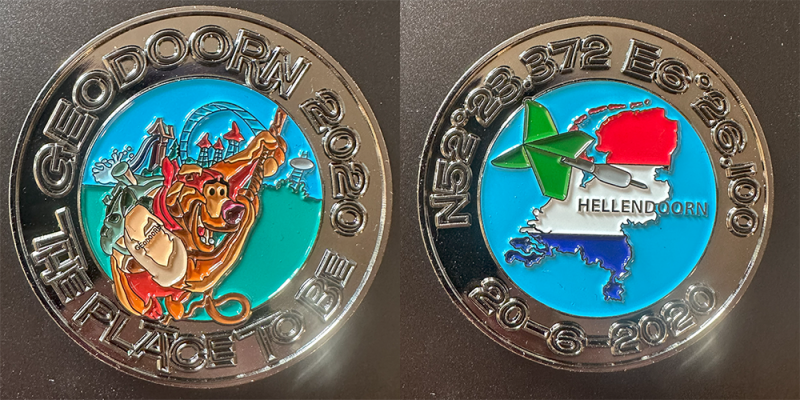 GEODOORN 2020
THE PLACE TO BE
N52°23.372 E6°26.100
HELLENDOORN
20-6-2020